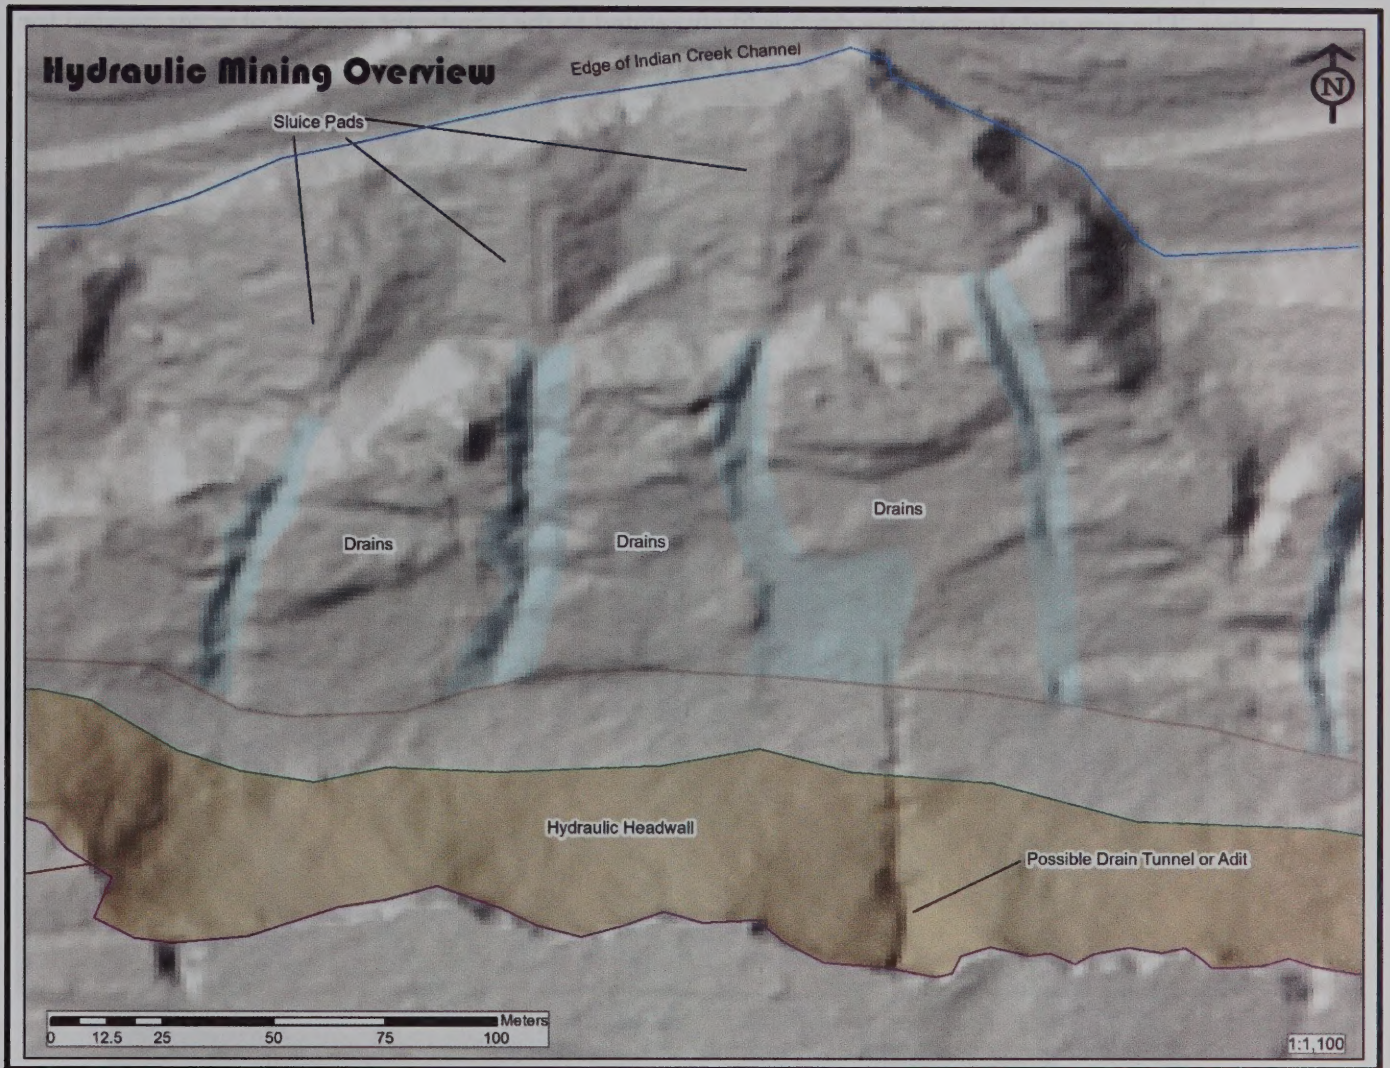 Hydraulic Mining Overview
Edge of Indian Creek Channel
N
Sluice Pads
Drains
Drains
Drains
Hydraulic Headwall
Possible Drain Tunnel or Adit
Meters
0 12.5 25 50 75 100
1:1,100